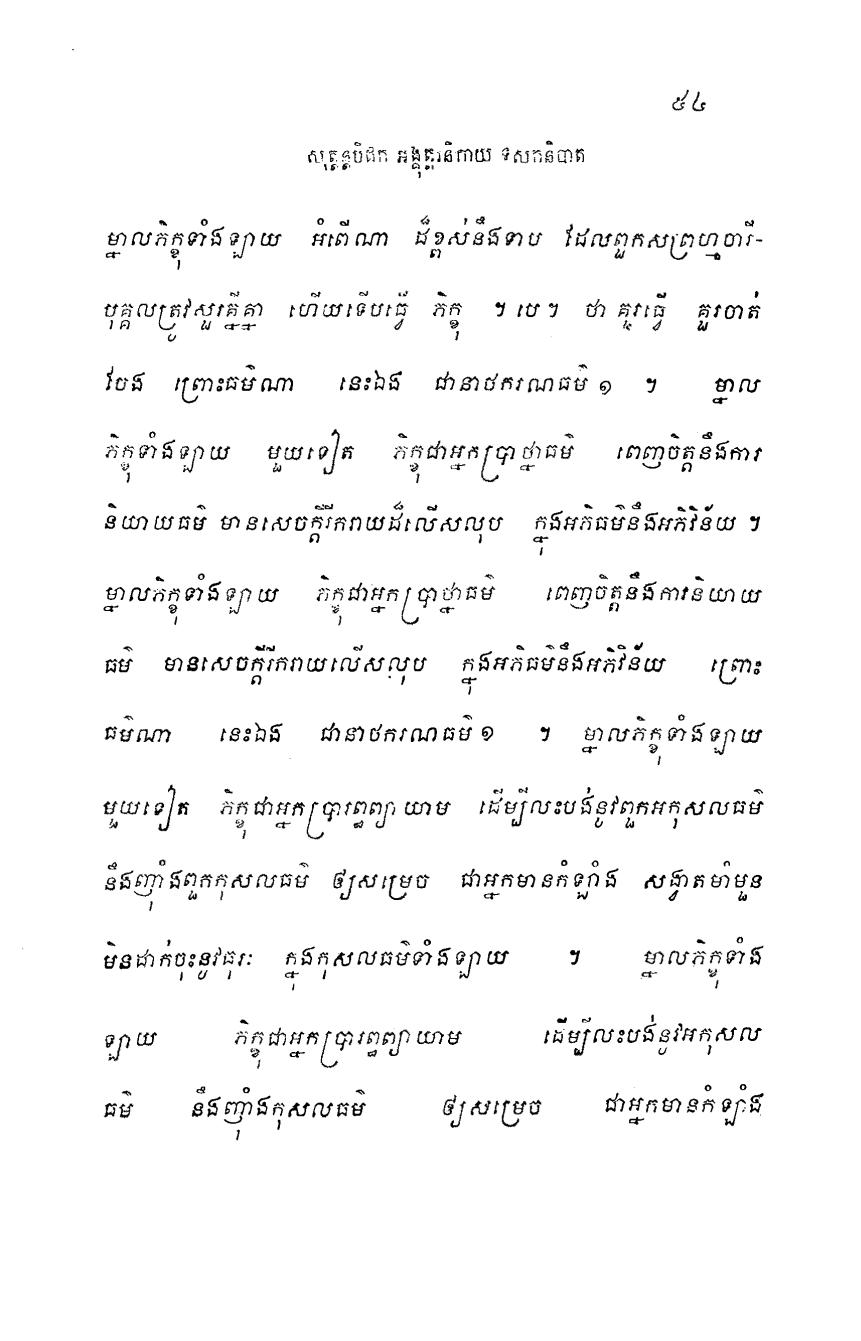 ៥៤
សុត្តន្តបិដក អង្គុត្តរនិកាយ ទសកនិបាត
ម្នាលភិក្ខុទាំងឡាយ អំពើណា ដ៏ខ្ពស់នឹងទាប ដែលពួកសព្រហ្មចារី-
បុគ្គលត្រូវសួរគ្នីគ្នា ហើយទើបធ្វើ ភិក្ខុ ។ បេ ។ ថា គួរធ្វើ គួរចាត់
ចែង ព្រោះធម៌ណា នេះឯង ជានាថករណធម៌ ១ ។ ម្នាល
ភិក្ខុទាំងឡាយ មួយទៀត ភិក្ខុជាអ្នកប្រាថ្នាធម៌ ពេញចិត្តនឹងការ
និយាយធម៌ មានសេចក្តីរីករាយដ៏លើសលុប ក្នុងអភិធម៌នឹងអភិវិន័យ ។
ម្នាលភិក្ខុទាំងឡាយ ភិក្ខុជាអ្នកប្រាថ្នាធម៌ ពេញចិត្តនឹងការនិយាយ
ធម៌ មានសេចក្តីរីករាយលើសលុប ក្នុងអភិធម៌នឹងអភិវិន័យ ព្រោះ
ធម៌ណា នេះឯង ជានាថករណធម៌ ១ ។ ម្នាលភិក្ខុទាំងឡាយ
មួយទៀត ភិក្ខុជាអ្នកប្រារព្ធព្យាយាម ដើម្បីលះបង់នូវពួកអកុសលធម៌
នឹងញុំាងពួកកុសលធម៌ ឲ្យសម្រេច ជាអ្នកមានកំឡាំង សង្វាតមាំមួន
មិនដាក់ចុះនូវធុរៈ ក្នុងកុសលធម៌ទាំងឡាយ ។ ម្នាលភិក្ខុទាំង
ឡាយ ភិក្ខុជាអ្នកប្រារព្ធព្យាយាម ដើម្បីលះបង់នូវអកុសល
ធម៌ នឹងញុំាងកុសលធម៌ ឲ្យសម្រេច ជាអ្នកមានកំឡាំង